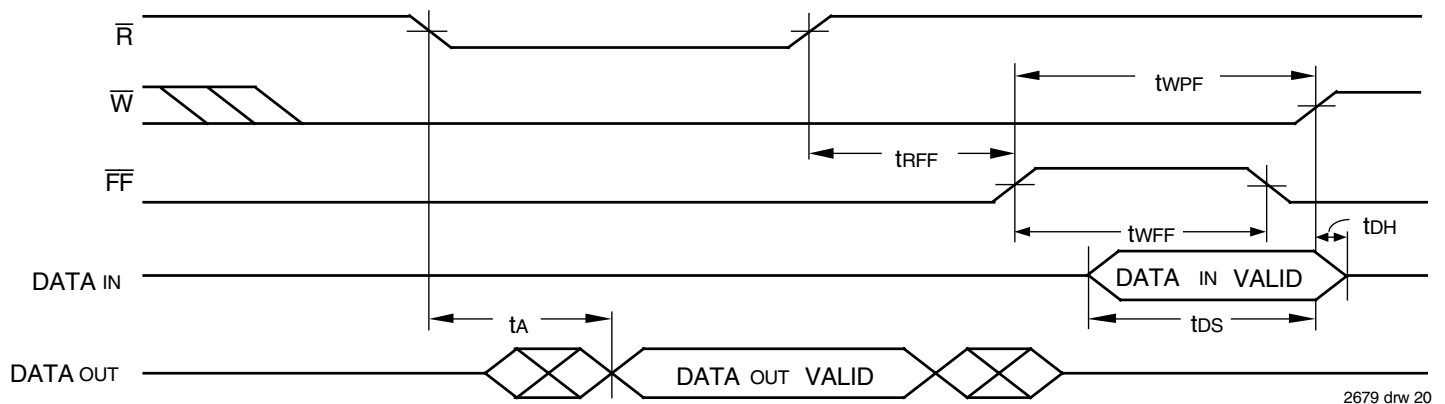 R̅
tWPF
W̅
tRFF
F̅F̅
tDH
tWFF
DATA IN
DATA IN VALID
tA
tDS
DATA OUT
DATA OUT VALID
2679 drw 20